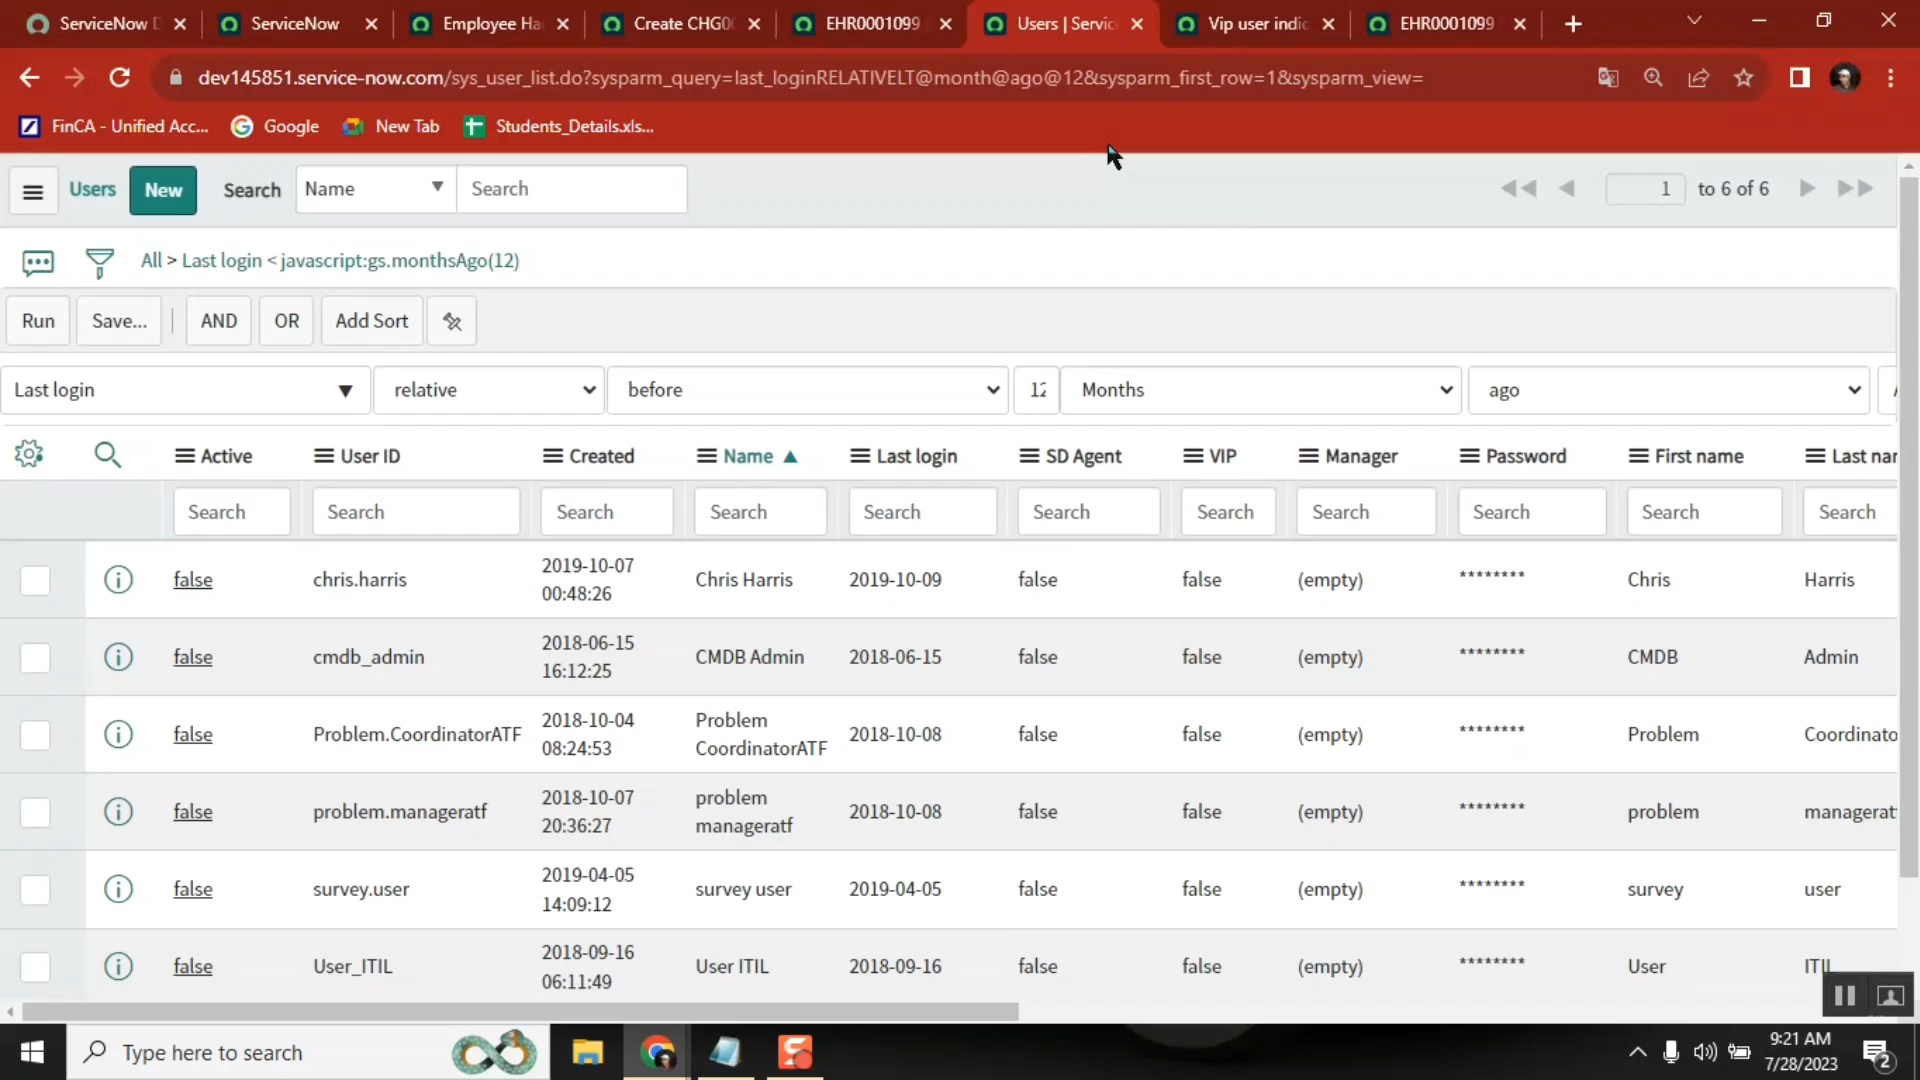 ServiceNow D
ServiceNow
Employee Ha
Create CHG0
EHR0001099
Users | Servic
Vip user indic
EHR0001099
dev145851.service-now.com/sys_user_list.do?sysparm_query=last_loginRELATIVELT@month@ago@12&sysparm_first_row=1&sysparm_view=
FinCA - Unified Acc...
Google
New Tab
Students_Details.xls...
Users New Search Name Search 1 to 6 of 6
All > Last login < javascript:gs.monthsAgo(12)
Run Save... AND OR Add Sort
Last login relative before 12 Months ago
Active User ID Created Name Last login SD Agent VIP Manager Password First name Last nar
Search Search Search Search Search Search Search Search Search Search Search
false chris.harris 2019-10-07 00:48:26 Chris Harris 2019-10-09 false false (empty) ******** Chris Harris
false cmdb_admin 2018-06-15 16:12:25 CMDB Admin 2018-06-15 false false (empty) ******** CMDB Admin
false Problem.CoordinatorATF 2018-10-04 08:24:53 Problem CoordinatorATF 2018-10-08 false false (empty) ******** Problem Coordinato
false problem.manageratf 2018-10-07 20:36:27 problem manageratf 2018-10-08 false false (empty) ******** problem managerat
false survey.user 2019-04-05 14:09:12 survey user 2019-04-05 false false (empty) ******** survey user
false User_ITIL 2018-09-16 06:11:49 User ITIL 2018-09-16 false false (empty) ******** User ITIL
Type here to search
9:21 AM
7/28/2023
2